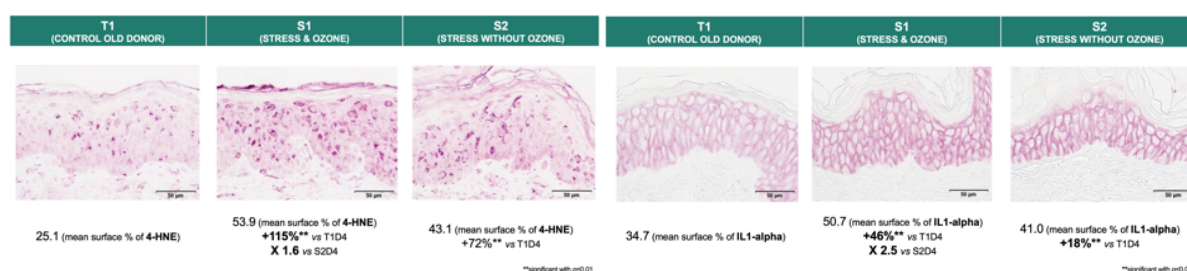 T1
(CONTROL OLD DONOR)
S1
(STRESS & OZONE)
S2
(STRESS WITHOUT OZONE)
50 µm
50 µm
50 µm
25.1 (mean surface % of 4-HNE)
53.9 (mean surface % of 4-HNE)
+115%** vs T1D4
X 1.6 vs S2D4
43.1 (mean surface % of 4-HNE)
+72%** vs T1D4
**significant with p≤0.01
T1
(CONTROL OLD DONOR)
S1
(STRESS & OZONE)
S2
(STRESS WITHOUT OZONE)
50 µm
50 µm
50 µm
34.7 (mean surface % of IL1-alpha)
50.7 (mean surface % of IL1-alpha)
+46%** vs T1D4
X 2.5 vs S2D4
41.0 (mean surface % of IL1-alpha)
+18%** vs T1D4
**significant with